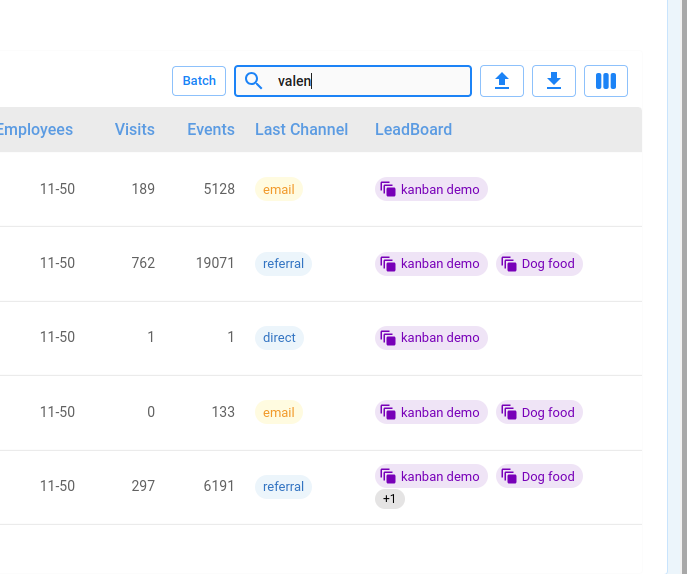 Batch valen
Employees Visits Events Last Channel LeadBoard
11-50 189 5128 email kanban demo
11-50 762 19071 referral kanban demo Dog food
11-50 1 1 direct kanban demo
11-50 0 133 email kanban demo Dog food
11-50 297 6191 referral kanban demo Dog food
+1